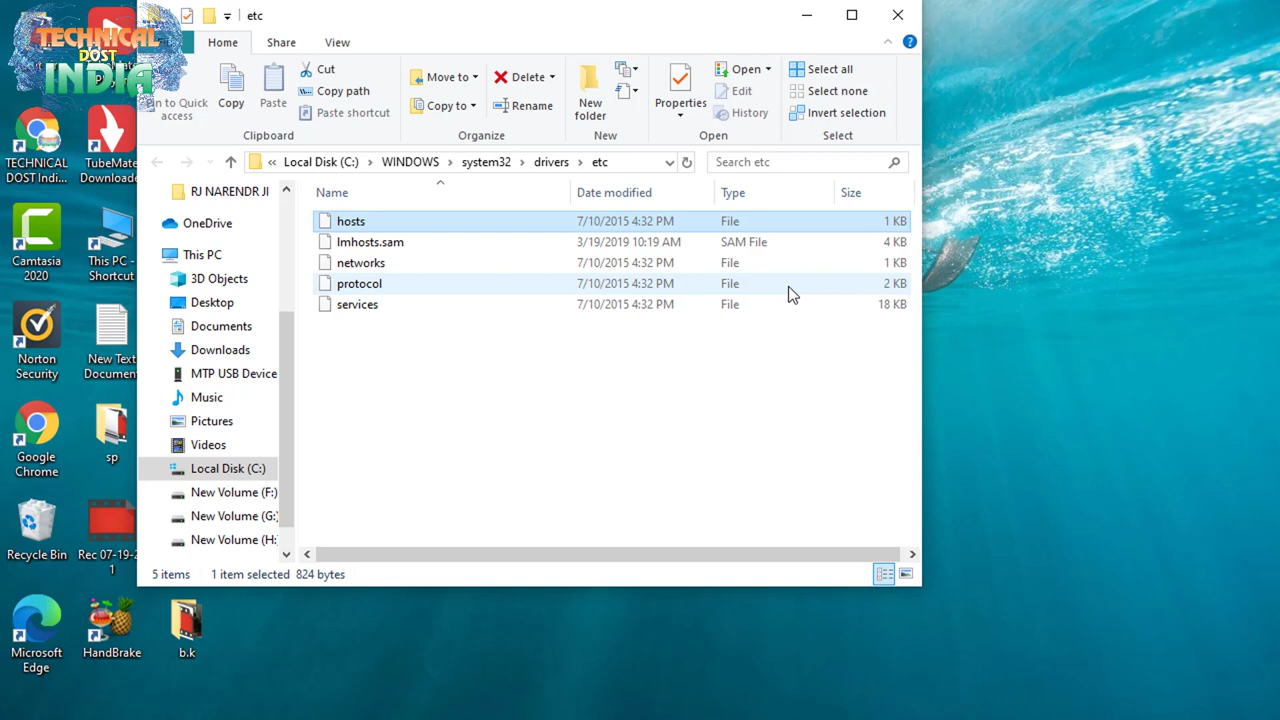 TECHNICAL
DOST
INDIA
etc
Home
Share
View
Cut
Copy path
Paste shortcut
to Quick
access
Copy
Paste
Clipboard
Move to
Copy to
Delete
Rename
Organize
New
folder
New
Properties
Open
Edit
History
Open
Select all
Select none
Invert selection
Select
« Local Disk (C:) > WINDOWS > system32 > drivers > etc
Search etc
Name
Date modified
Type
Size
hosts 7/10/2015 4:32 PM File 1 KB
lmhosts.sam 3/19/2019 10:19 AM SAM File 4 KB
networks 7/10/2015 4:32 PM File 1 KB
protocol 7/10/2015 4:32 PM File 2 KB
services 7/10/2015 4:32 PM File 18 KB
RJ NARENDR JI
OneDrive
This PC
3D Objects
Desktop
Documents
Downloads
MTP USB Device
Music
Pictures
Videos
Local Disk (C:)
New Volume (F:)
New Volume (G:)
New Volume (H:
5 items
1 item selected 824 bytes
TECHNICAL
DOST Indi...
TubeMate
Downloade
Camtasia
2020
This PC -
Shortcut
Norton
Security
New Text
Document
Google
Chrome
sp
Recycle Bin
Rec 07-19-2
1
Microsoft
Edge
HandBrake
b.k